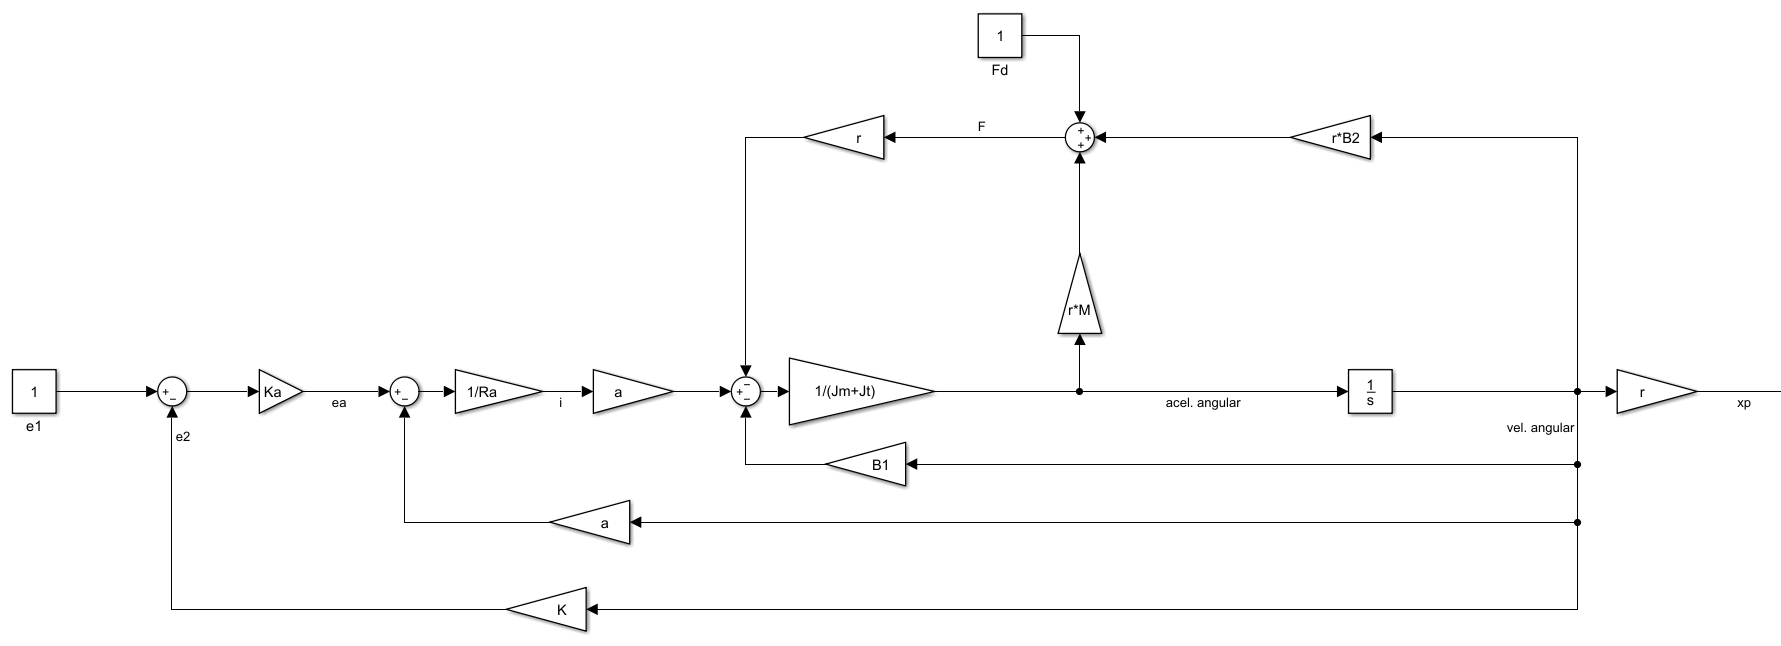 1
Fd
r
F
+
+
+
r*B2
r*M
1
e1
+
−
e2
Ka
ea
+
−
1/Ra
i
a
−
+
−
1/(Jm+Jt)
acel. angular
1
s
vel. angular
r
xp
B1
a
K